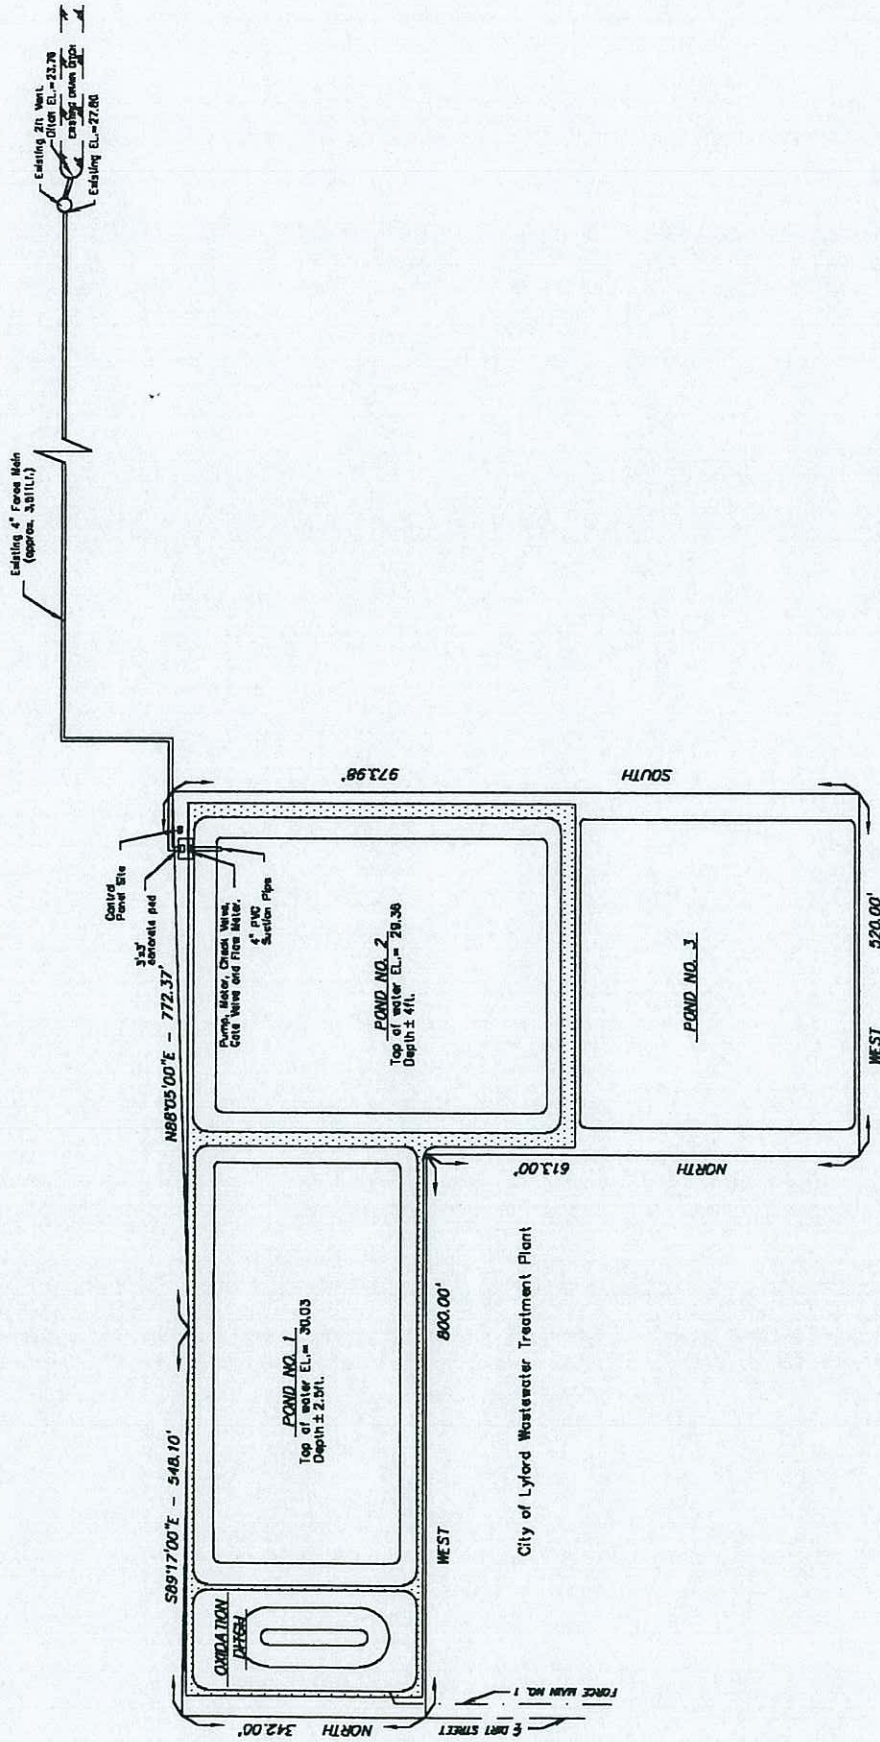 Existing 2ft Vent
Ditch EL.=23.76
EXISTING DRAIN DITCH
Existing EL.=27.80
Existing 4" Force Main
(approx. 3,811L.f.)
Control
Panel Site
3'x3'
concrete pad
Pump, Meter, Check Valve,
Gate Valve and Flow Meter.
4" PVC
Suction Pipe
N88°05'00"E - 772.37'
S89°17'00"E - 548.10'
973.98'
SOUTH
POND NO. 2
Top of water EL.= 29.36
Depth ± 4ft.
POND NO. 3
520.00'
WEST
613.00'
NORTH
POND NO. 1
Top of water EL.= 30.03
Depth ± 2.5ft.
800.00'
WEST
City of Lyford Wastewater Treatment Plant
OXIDATION
DITCH
FORCE MAIN NO. 1
℄ DIRT STREET
NORTH 342.00'